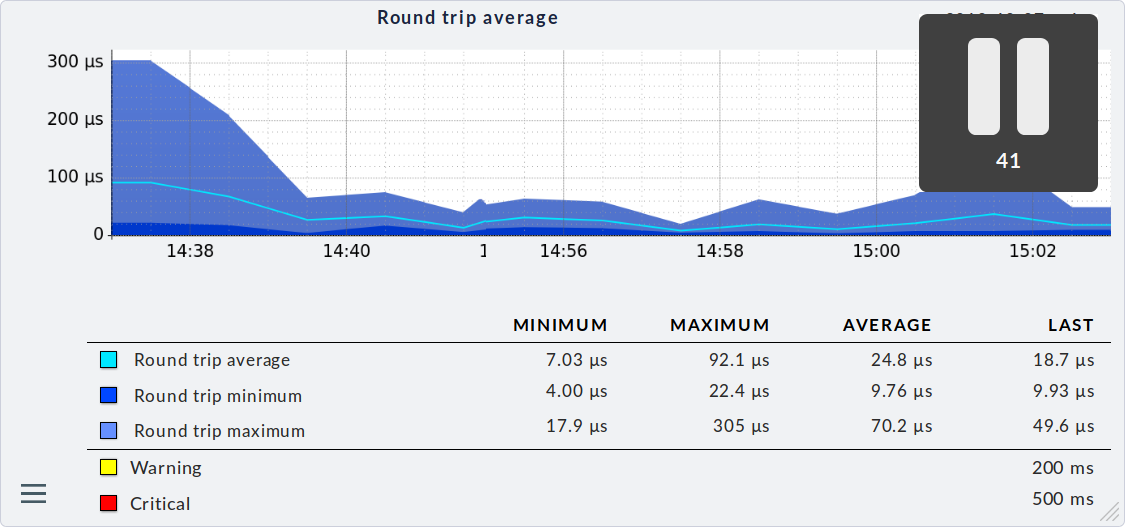 Round trip average
41
300 µs
200 µs
100 µs
0
14:38 14:40 1 14:56 14:58 15:00 15:02
MINIMUM MAXIMUM AVERAGE LAST
Round trip average 7.03 µs 92.1 µs 24.8 µs 18.7 µs
Round trip minimum 4.00 µs 22.4 µs 9.76 µs 9.93 µs
Round trip maximum 17.9 µs 305 µs 70.2 µs 49.6 µs
Warning 200 ms
Critical 500 ms